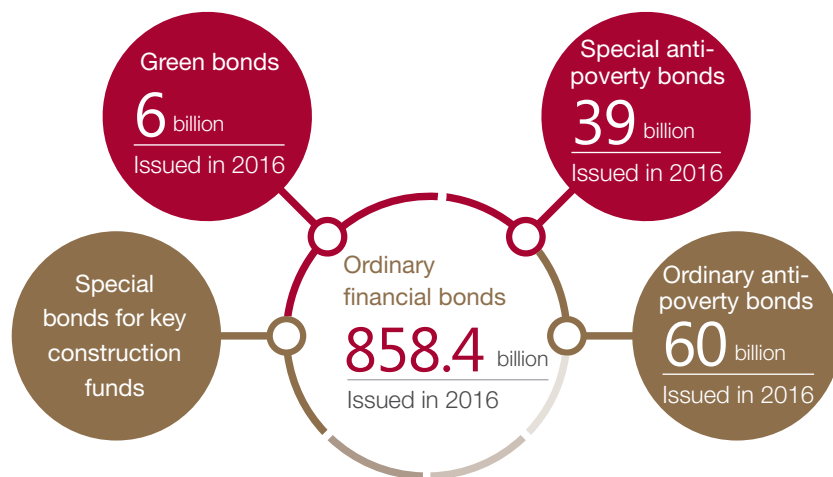 Green bonds
6 billion
Issued in 2016
Special anti-
poverty bonds
39 billion
Issued in 2016
Special
bonds for key
construction
funds
Ordinary
financial bonds
858.4 billion
Issued in 2016
Ordinary anti-
poverty bonds
60 billion
Issued in 2016